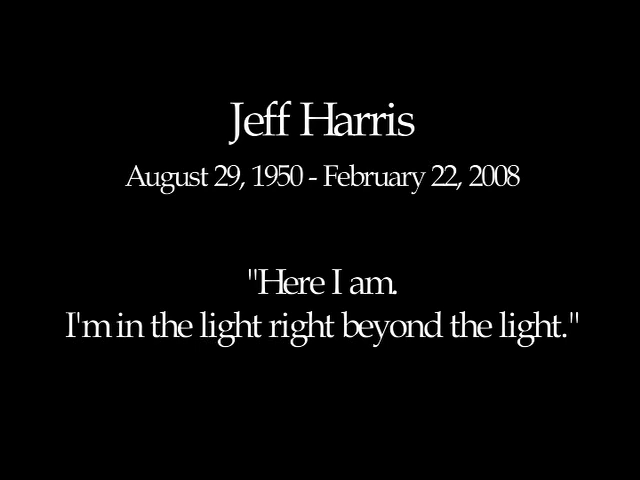 Jeff Harris
August 29, 1950 - February 22, 2008
"Here I am.
I'm in the light right beyond the light."